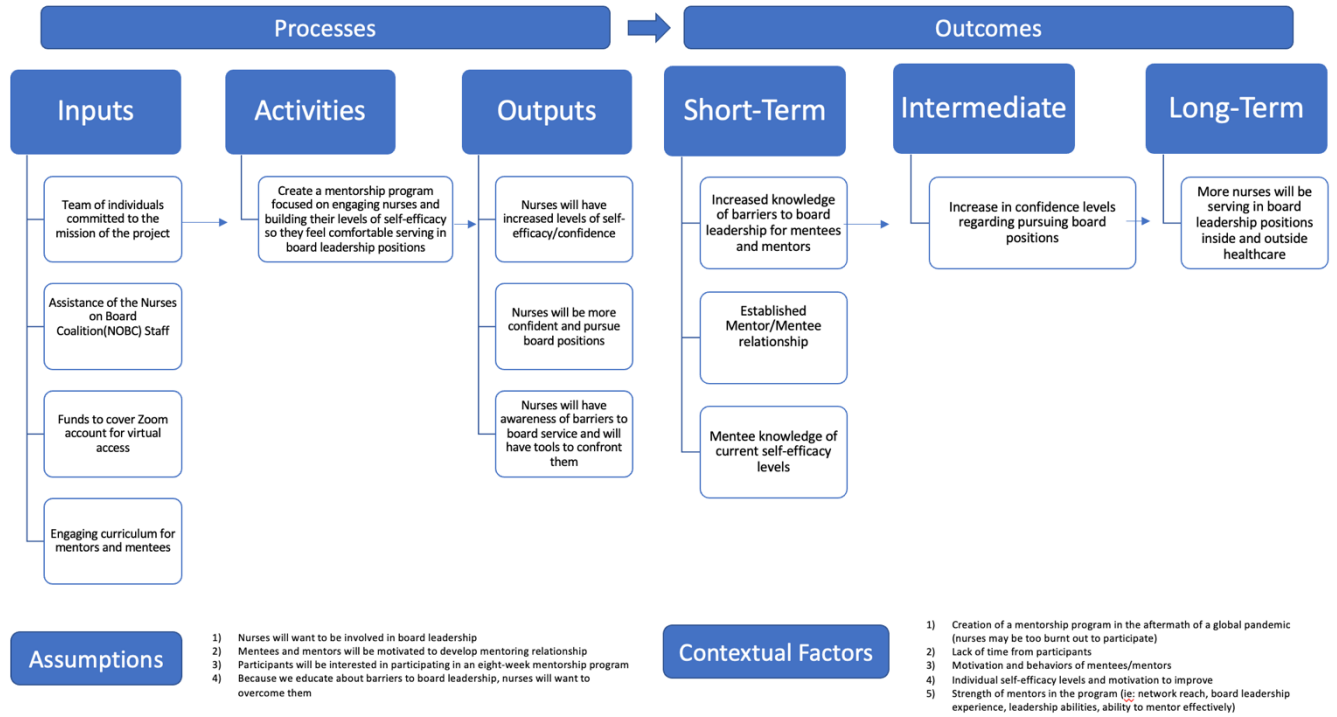 Processes
Outcomes
Inputs
Activities
Outputs
Short-Term
Intermediate
Long-Term
Team of individuals
committed to the
mission of the project
Assistance of the Nurses
on Board
Coalition(NOBC) Staff
Funds to cover Zoom
account for virtual
access
Engaging curriculum for
mentors and mentees
Create a mentorship program
focused on engaging nurses and
building their levels of self-efficacy
so they feel comfortable serving in
board leadership positions
Nurses will have
increased levels of self-
efficacy/confidence
Nurses will be more
confident and pursue
board positions
Nurses will have
awareness of barriers to
board service and will
have tools to confront
them
Increased knowledge
of barriers to board
leadership for mentees
and mentors
Established
Mentor/Mentee
relationship
Mentee knowledge of
current self-efficacy
levels
Increase in confidence levels
regarding pursuing board
positions
More nurses will be
serving in board
leadership positions
inside and outside
healthcare
Assumptions
1) Nurses will want to be involved in board leadership
2) Mentees and mentors will be motivated to develop mentoring relationship
3) Participants will be interested in participating in an eight-week mentorship program
4) Because we educate about barriers to board leadership, nurses will want to
overcome them
Contextual Factors
1) Creation of a mentorship program in the aftermath of a global pandemic
(nurses may be too burnt out to participate)
2) Lack of time from participants
3) Motivation and behaviors of mentees/mentors
4) Individual self-efficacy levels and motivation to improve
5) Strength of mentors in the program (ie: network reach, board leadership
experience, leadership abilities, ability to mentor effectively)